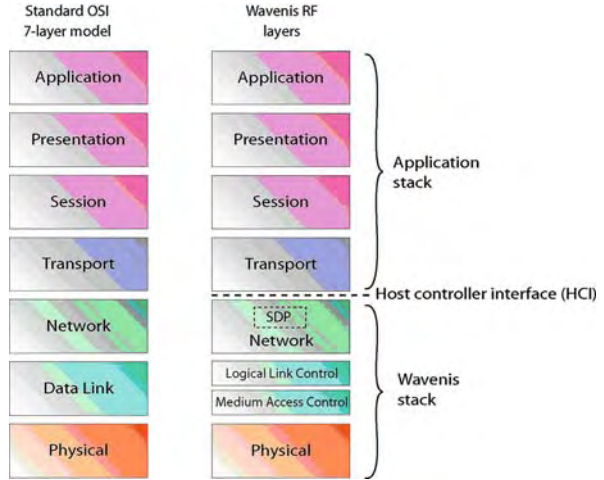 Standard OSI
7-layer model
Wavenis RF
layers
Application
Presentation
Session
Transport
Network
Data Link
Physical
Application
Presentation
Session
Transport
SDP
Network
Logical Link Control
Medium Access Control
Physical
Application
stack
Host controller interface (HCI)
Wavenis
stack